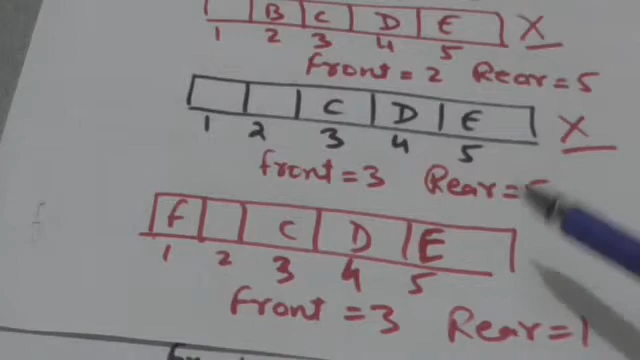 B C D E X
1 2 3 4 5
Front = 2 Rear = 5
C D E X
1 2 3 4 5
front = 3 Rear = 5
F C D E
1 2 3 4 5
Front = 3 Rear = 1